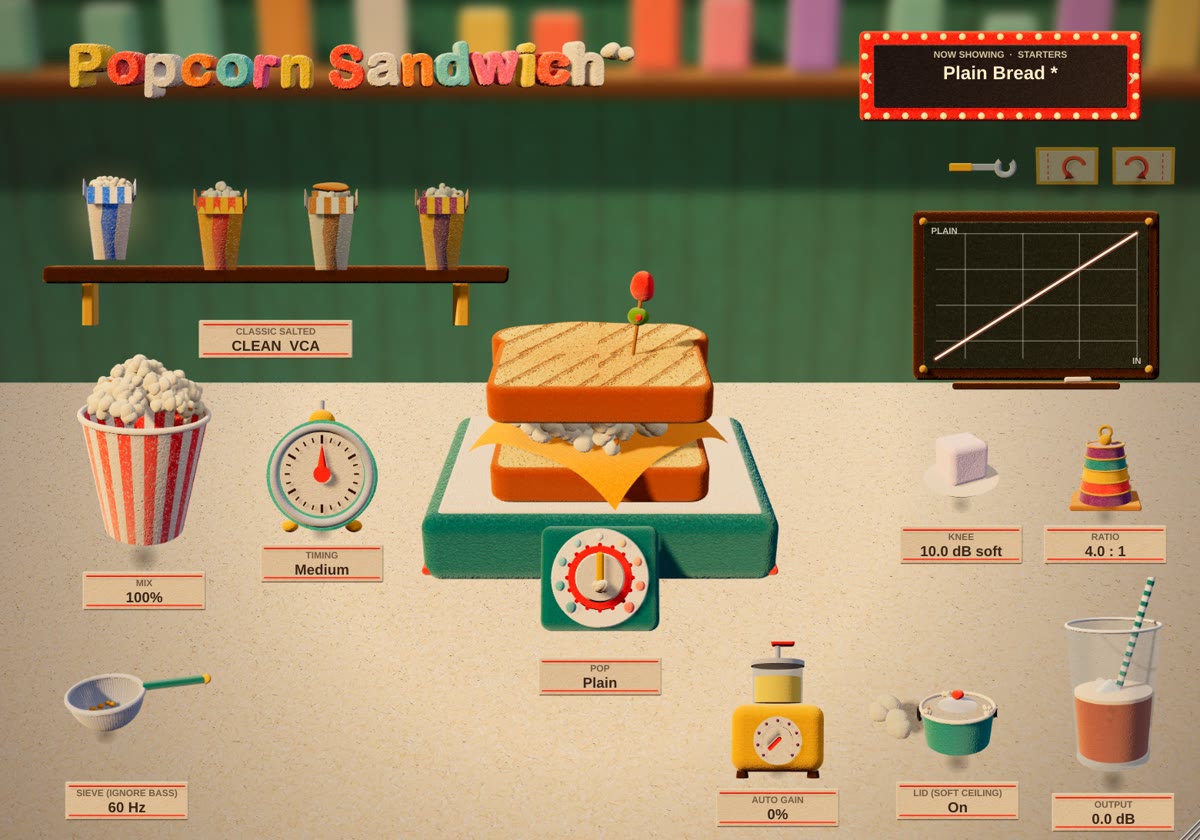 Popcorn Sandwich
NOW SHOWING · STARTERS
Plain Bread *
PLAIN
IN
CLASSIC SALTED
CLEAN VCA
MIX
100%
TIMING
Medium
KNEE
10.0 dB soft
RATIO
4.0 : 1
POP
Plain
SIEVE (IGNORE BASS)
60 Hz
AUTO GAIN
0%
LID (SOFT CEILING)
On
OUTPUT
0.0 dB